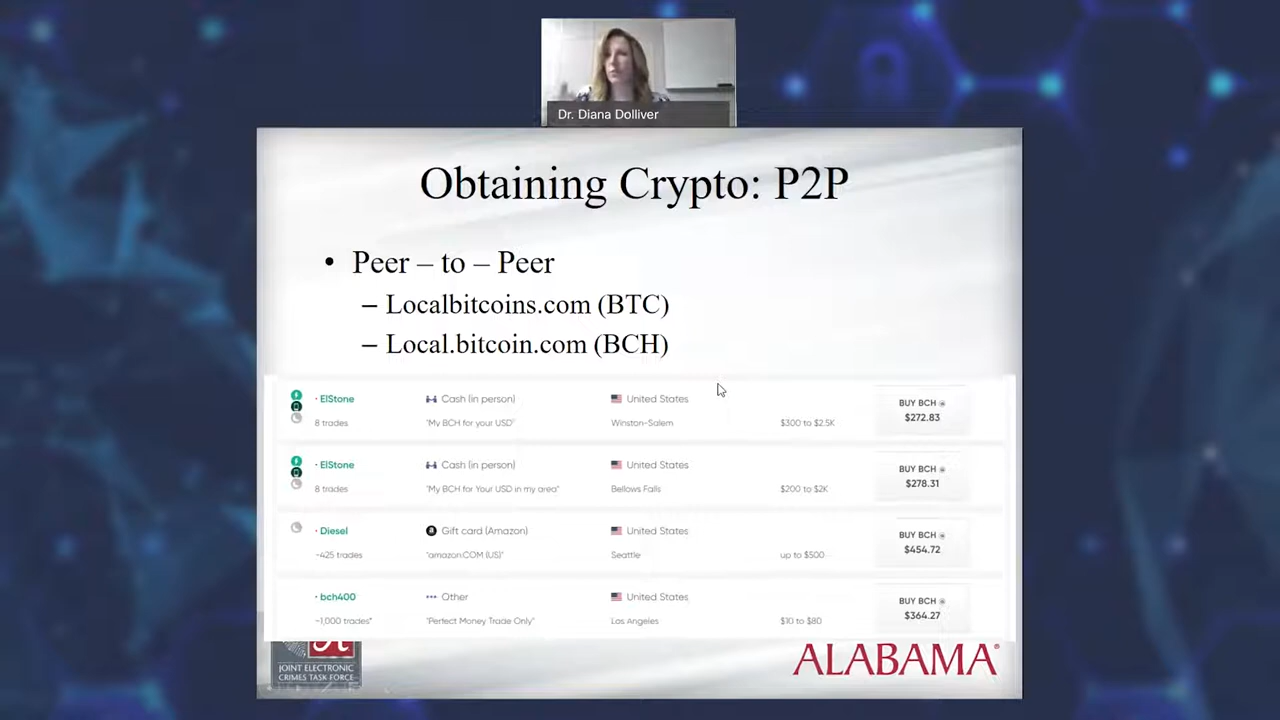 Dr. Diana Dolliver
Obtaining Crypto: P2P
• Peer – to – Peer
– Localbitcoins.com (BTC)
– Local.bitcoin.com (BCH)
· ElStone Cash (in person) United States BUY BCH
8 trades "My BCH for your USD" Winston-Salem $300 to $2.5K $272.83
· ElStone Cash (in person) United States BUY BCH
8 trades "My BCH for Your USD in my area" Bellows Falls $200 to $2K $278.31
· Diesel Gift card (Amazon) United States BUY BCH
~425 trades "amazon.COM (US)" Seattle up to $500 $454.72
· bch400 Other United States BUY BCH
~1,000 trades* "Perfect Money Trade Only" Los Angeles $10 to $80 $364.27
JOINT ELECTRONIC
CRIMES TASK FORCE
ALABAMA®